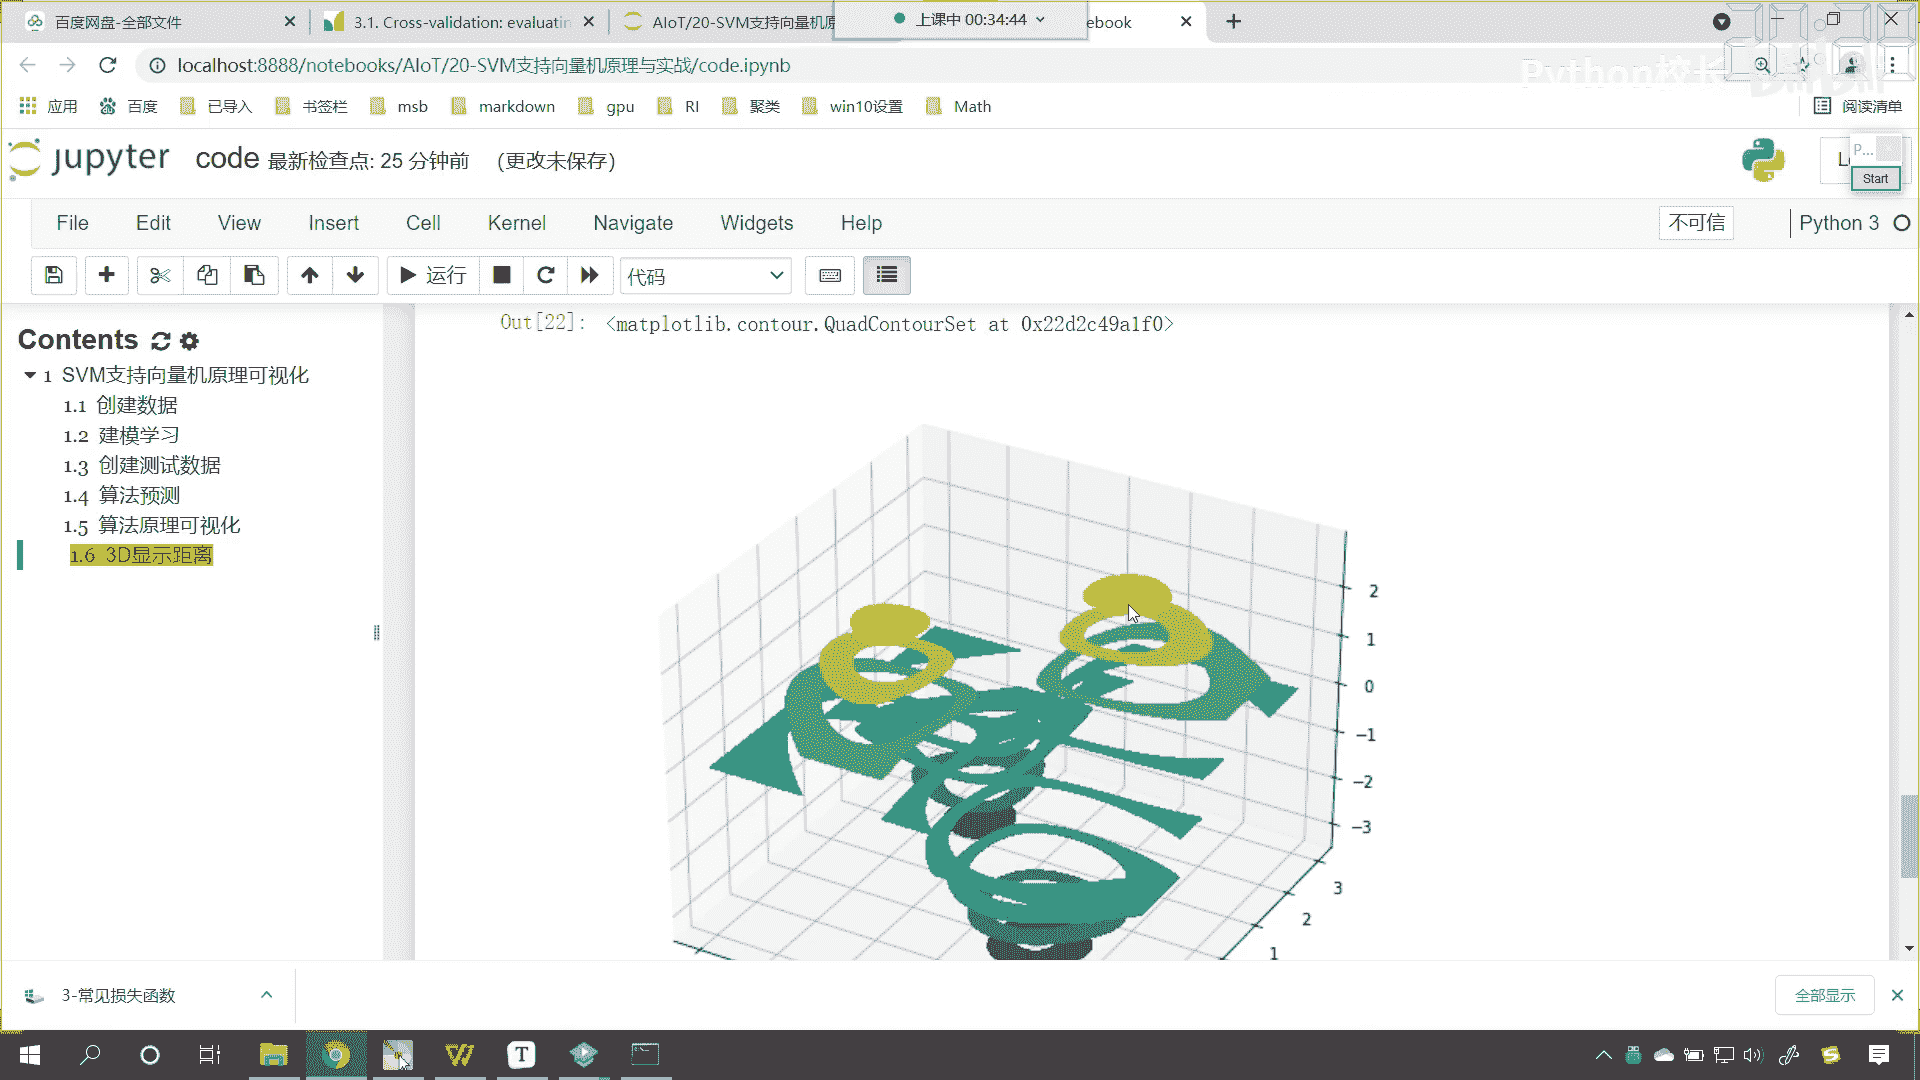 百度网盘-全部文件
3.1. Cross-validation: evaluatin
AIoT/20-SVM支持向量机原
上课中 00:34:44
ebook
localhost:8888/notebooks/AIoT/20-SVM支持向量机原理与实战/code.ipynb
Python校长
应用
百度
已导入
书签栏
msb
markdown
gpu
RI
聚类
win10设置
Math
阅读清单
jupyter code 最新检查点: 25 分钟前 (更改未保存)
P...
Start
File Edit View Insert Cell Kernel Navigate Widgets Help
不可信
Python 3
运行
代码
Contents
1 SVM支持向量机原理可视化
1.1 创建数据
1.2 建模学习
1.3 创建测试数据
1.4 算法预测
1.5 算法原理可视化
1.6 3D显示距离
Out[22]: <matplotlib.contour.QuadContourSet at 0x22d2c49a1f0>
2
1
0
−1
−2
−3
3
2
1
3-常见损失函数
全部显示